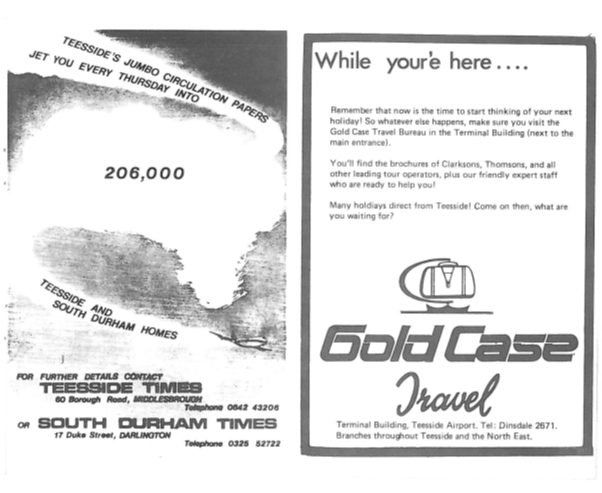 TEESSIDE'S JUMBO CIRCULATION PAPERS
JET YOU EVERY THURSDAY INTO
206,000
TEESSIDE AND
SOUTH DURHAM HOMES
FOR FURTHER DETAILS CONTACT
TEESSIDE TIMES
60 Borough Road, MIDDLESBROUGH
Telephone 0642 43206
OR SOUTH DURHAM TIMES
17 Duke Street, DARLINGTON
Telephone 0325 52722
While your'e here ....
Remember that now is the time to start thinking of your next
holiday! So whatever else happens, make sure you visit the
Gold Case Travel Bureau in the Terminal Building (next to the
main entrance).
You'll find the brochures of Clarksons, Thomsons, and all
other leading tour operators, plus our friendly expert staff
who are ready to help you!
Many holdiays direct from Teesside! Come on then, what are
you waiting for?
Gold Case
Travel
Terminal Building, Teesside Airport. Tel: Dinsdale 2671.
Branches throughout Teesside and the North East.